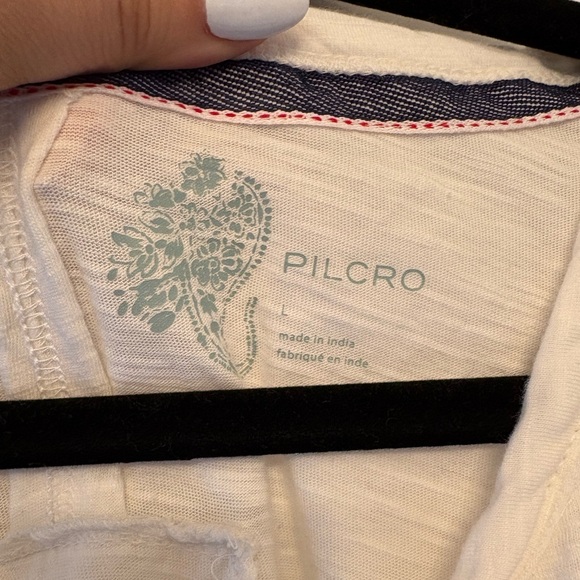 PILCRO
L
made in india
fabriqué en inde